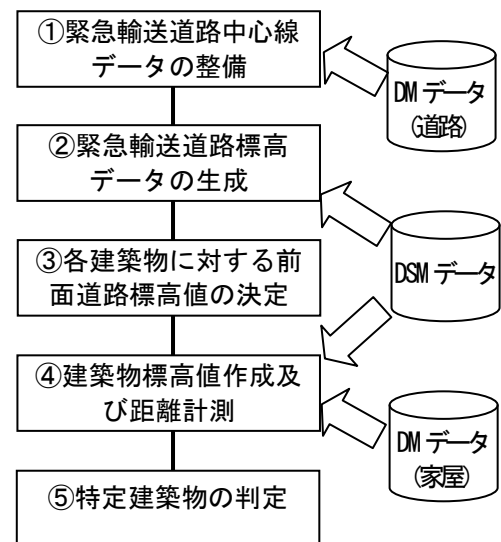 ①緊急輸送道路中心線
データの整備
DMデータ
(道路)
②緊急輸送道路標高
データの生成
DSMデータ
③各建築物に対する前
面道路標高値の決定
④建築物標高値作成及
び距離計測
DMデータ
(家屋)
⑤特定建築物の判定